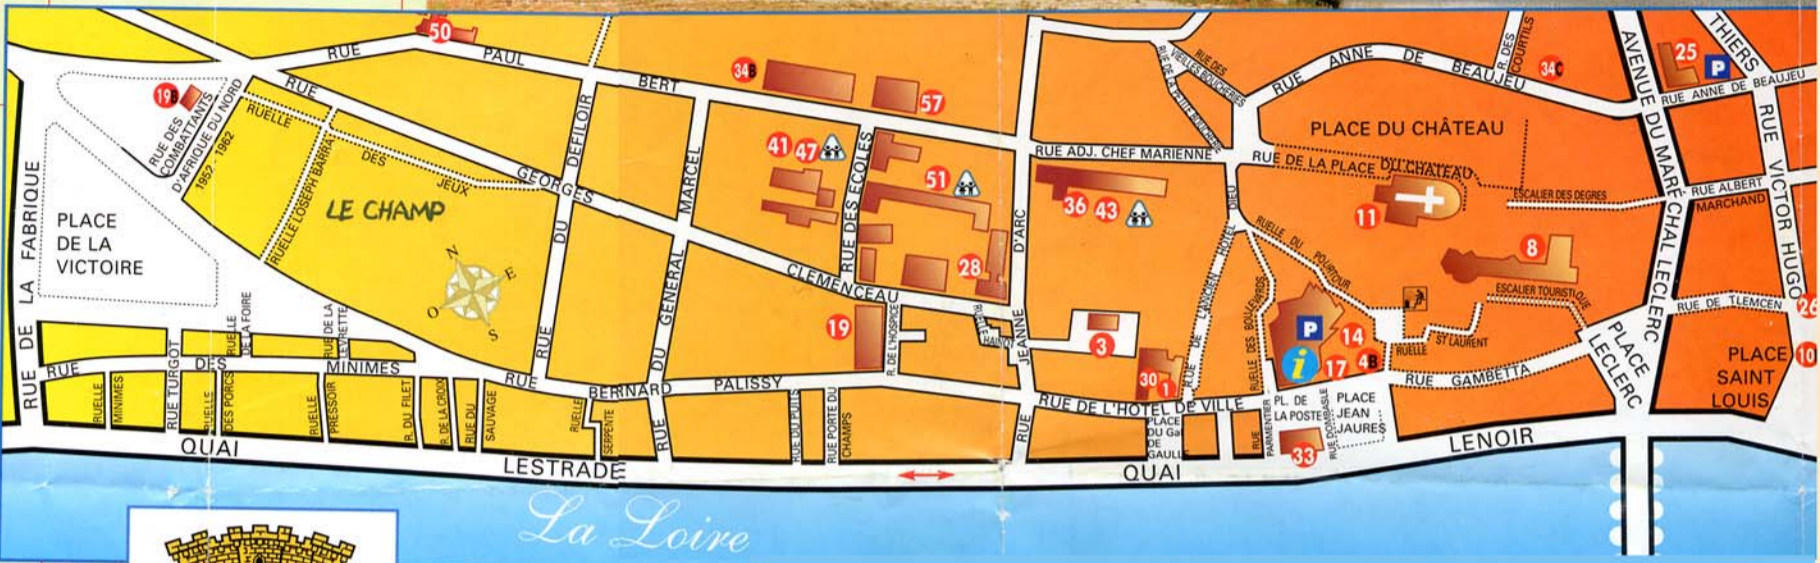 50
RUE PAUL BERT
34B
57
19B
RUE DES
COMBATTANTS
D'AFRIQUE DU NORD
1952 - 1962
RUE GEORGES CLEMENCEAU
RUELLE DES JEUX
RUELLE LOSEPH BARRA
LE CHAMP
N
E
S
O
PLACE
DE LA
VICTOIRE
RUE DE LA FABRIQUE
RUE DU DEFILOIR
RUE DU GENERAL MARCEL
41 47
RUE DES ECOLES
51
28
19
R. DE L'HOSPICE
RUELLE
HAINOT
RUE JEANNE D'ARC
RUE ADJ. CHEF MARIENNE
36 43
3
30 1
RUE DE LA PETITE BOUCHERIE
RUE DES
VIEILLES BOUCHERIES
RUE ANNE DE BEAUJEU
R. DES
COURTILS
34C
PLACE DU CHÂTEAU
RUE DE LA PLACE DU CHATEAU
11
ESCALIER DES DEGRES
8
ESCALIER TOURISTIQUE
RUE DE L'ANCIEN HOTEL DIEU
RUELLE DU POURTOUR
RUELLE DES BOULEVARDS
P
14
i
17
4B
RUELLE
ST LAURENT
RUE GAMBETTA
PLACE
LECLERC
AVENUE DU MARÉCHAL LECLERC
25
P
THIERS
RUE ANNE DE BEAUJEU
RUE VICTOR HUGO
RUE ALBERT
MARCHAND
RUE DE TLEMCEN
26
10
PLACE
SAINT
LOUIS
RUE DES MINIMES
RUELLE
DE LA FOIRE
RUE DE LA
LEVRETTE
RUELLE
MINIMES
RUE TURGOT
RUELLE
DES PORCS
RUELLE
PRESSOIR
R. DU FILET
R. DE LA CROIX
RUE DU
SAUVAGE
RUELLE
SERPENTE
RUE BERNARD PALISSY
RUE DU PUITS
RUE PORTE DU
CHAMPS
RUE DE L'HOTEL DE VILLE
PLACE
DU Gal
DE
GAULLE
RUE
PARMENTIER
PL. DE
LA POSTE
RUE DOMBASLE
PLACE
JEAN
JAURES
33
QUAI LESTRADE
QUAI LENOIR
La Loire